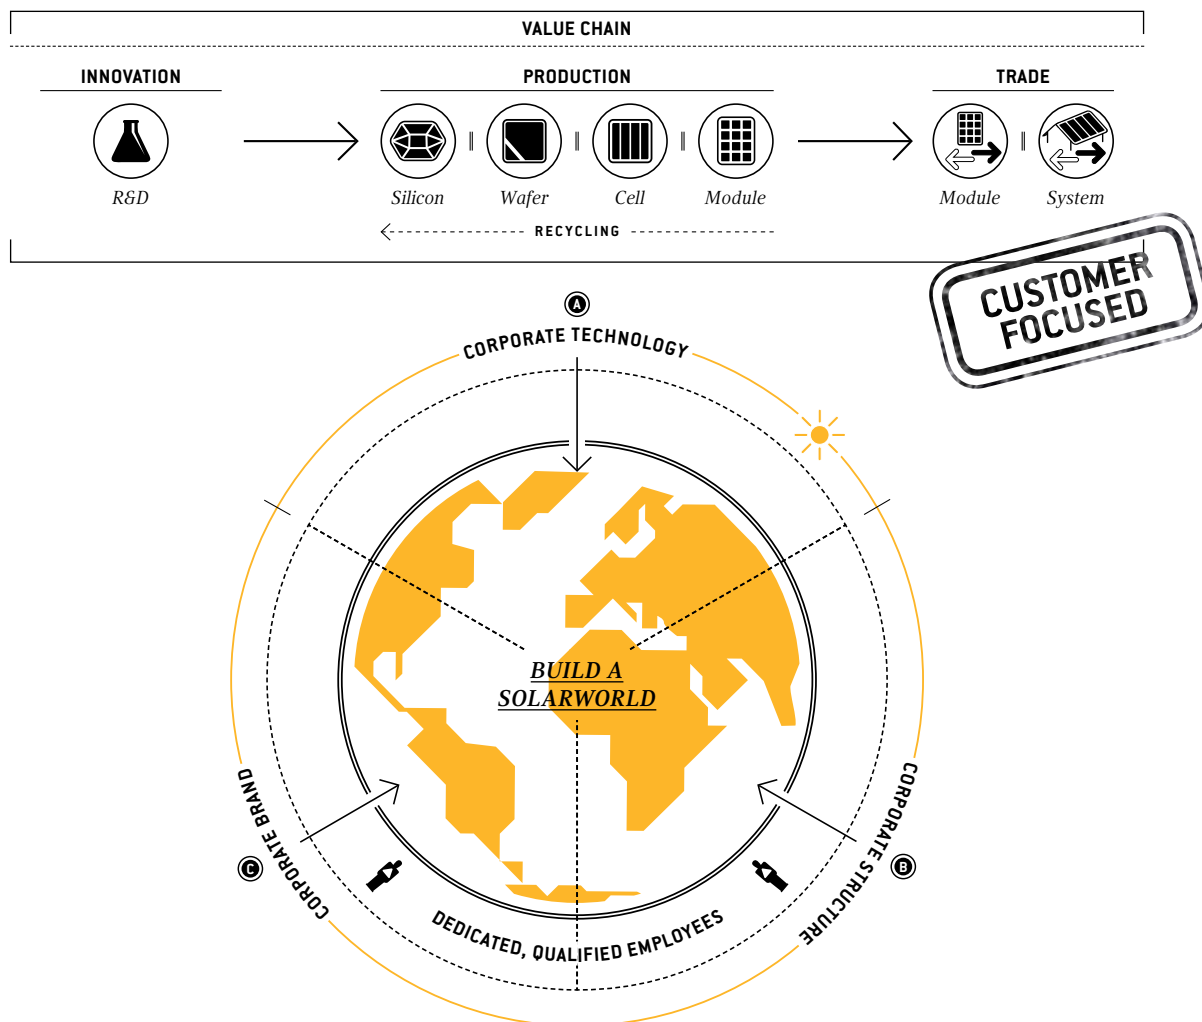 VALUE CHAIN
INNOVATION
PRODUCTION
TRADE
R&D
Silicon
Wafer
Cell
Module
Module
System
RECYCLING
CUSTOMER
FOCUSED
A
CORPORATE TECHNOLOGY
BUILD A
SOLARWORLD
CORPORATE BRAND
C
CORPORATE STRUCTURE
B
DEDICATED, QUALIFIED EMPLOYEES